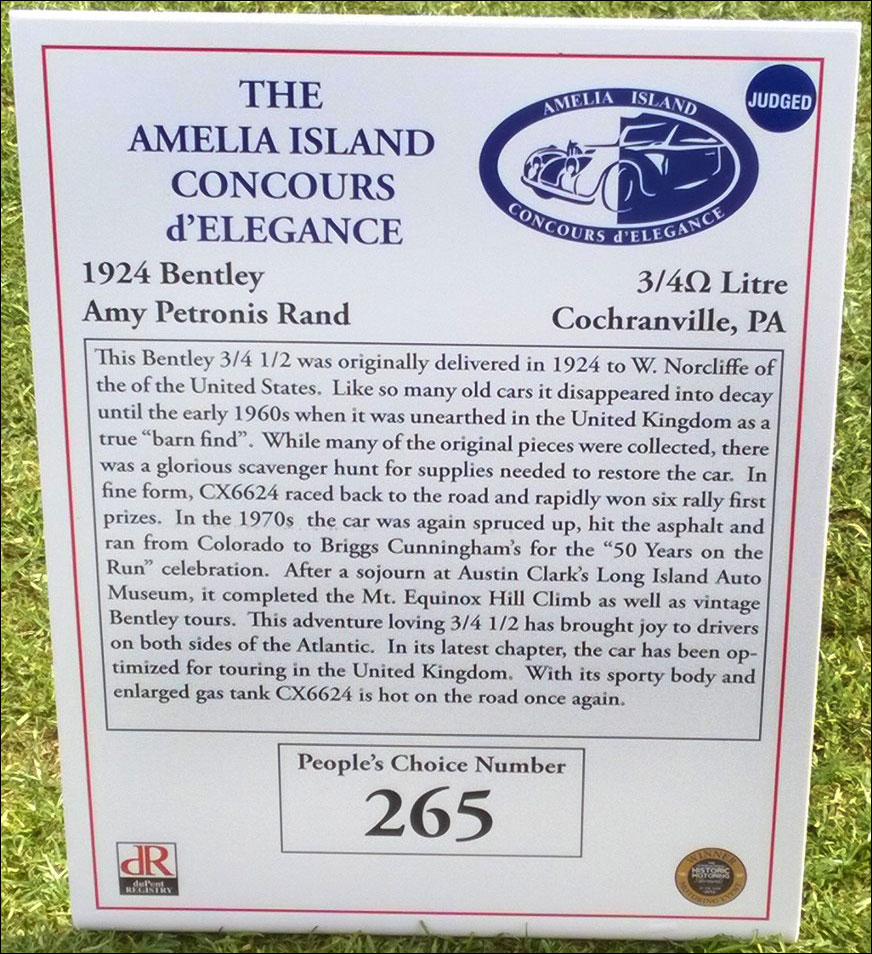 THE
AMELIA ISLAND
CONCOURS
d'ELEGANCE
AMELIA ISLAND
CONCOURS d'ELEGANCE
JUDGED
1924 Bentley
3/4Ω Litre
Amy Petronis Rand
Cochranville, PA
This Bentley 3/4 1/2 was originally delivered in 1924 to W. Norcliffe of
the of the United States. Like so many old cars it disappeared into decay
until the early 1960s when it was unearthed in the United Kingdom as a
true “barn find”. While many of the original pieces were collected, there
was a glorious scavenger hunt for supplies needed to restore the car. In
fine form, CX6624 raced back to the road and rapidly won six rally first
prizes. In the 1970s the car was again spruced up, hit the asphalt and
ran from Colorado to Briggs Cunningham’s for the “50 Years on the
Run” celebration. After a sojourn at Austin Clark’s Long Island Auto
Museum, it completed the Mt. Equinox Hill Climb as well as vintage
Bentley tours. This adventure loving 3/4 1/2 has brought joy to drivers
on both sides of the Atlantic. In its latest chapter, the car has been op-
timized for touring in the United Kingdom. With its sporty body and
enlarged gas tank CX6624 is hot on the road once again.
People’s Choice Number
265
dR
duPont
REGISTRY
WINNER
HISTORIC
MOTORING
MOTORING EVENT